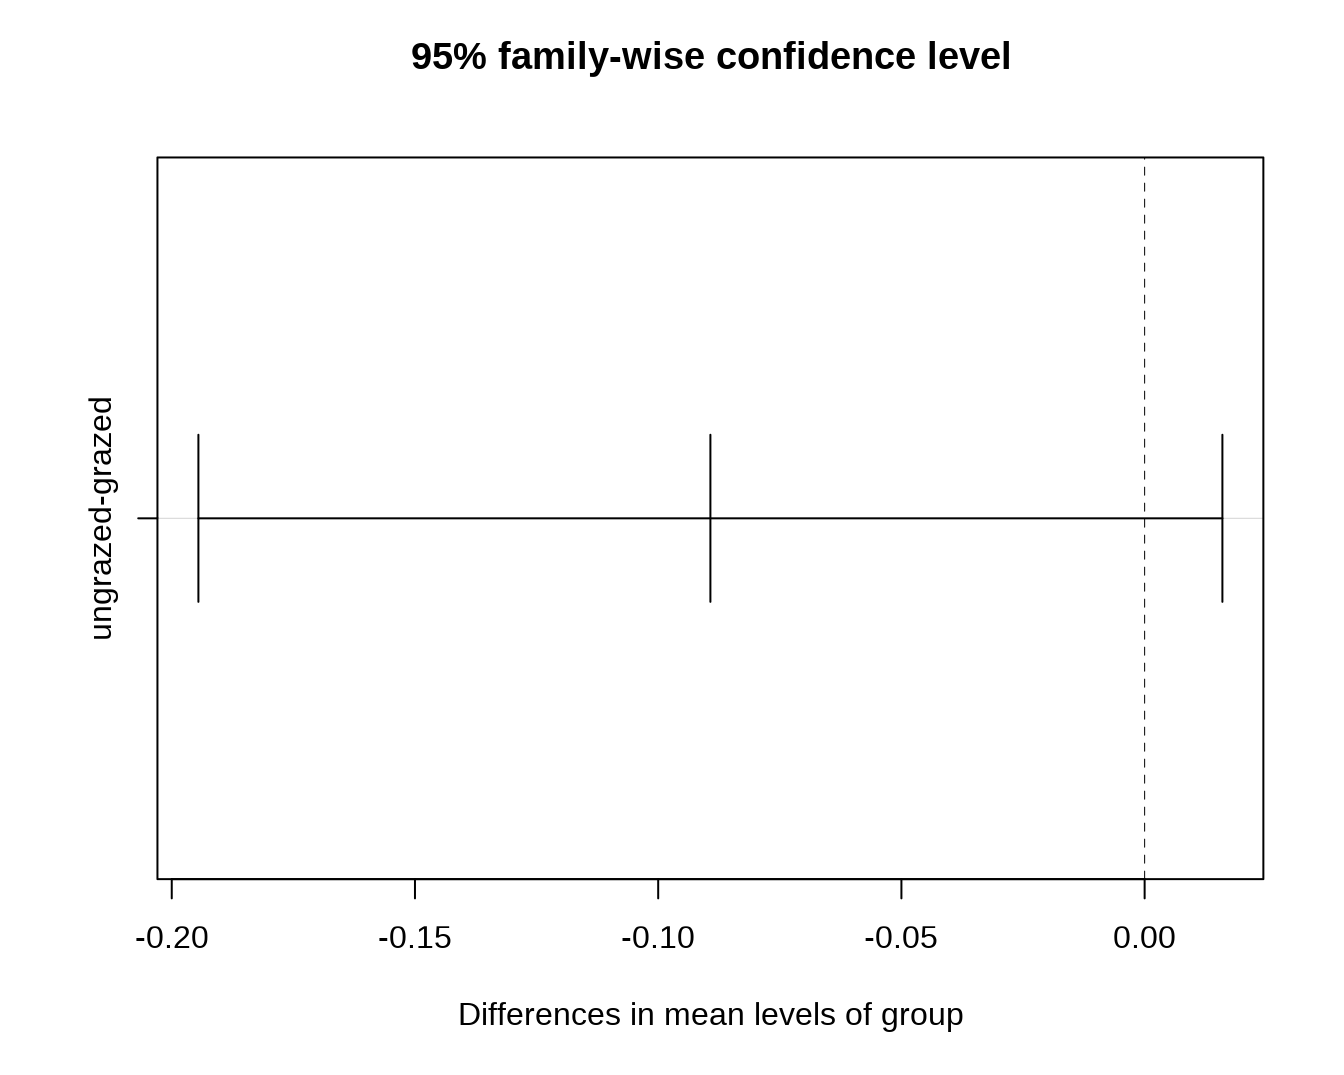 95% family-wise confidence level
ungrazed-grazed
-0.20 -0.15 -0.10 -0.05 0.00
Differences in mean levels of group